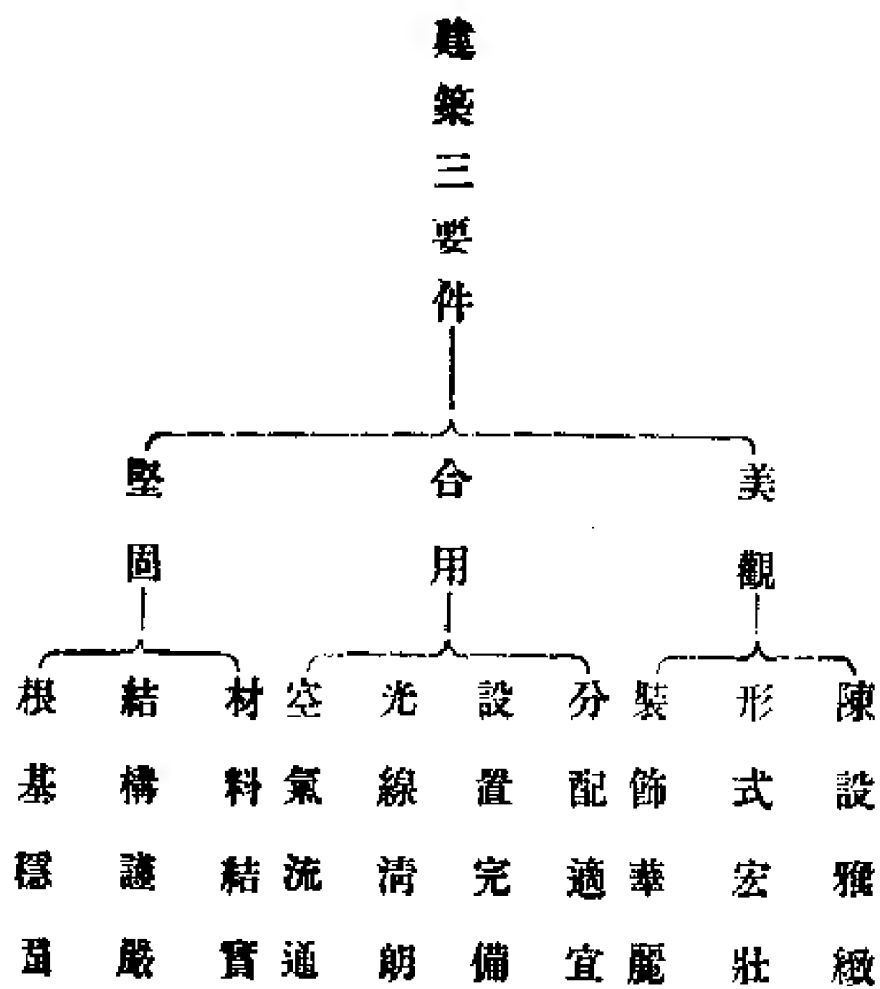 建築三要件
美觀
合用
堅固
陳設雅緻
形式宏壯
裝飾華麗
分配適宜
設置完備
光線清朗
空氣流通
材料結實
結構謹嚴
根基穩固